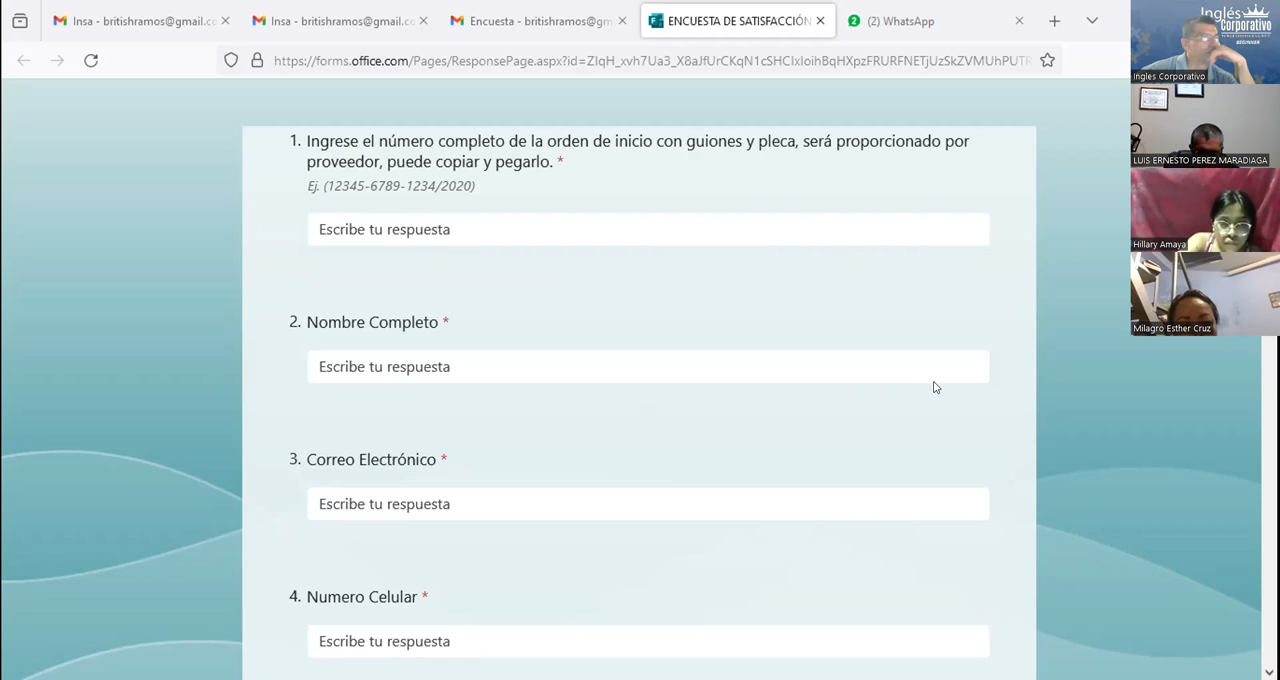 Insa - britishramos@gmail.co
Insa - britishramos@gmail.co
Encuesta - britishramos@gm
ENCUESTA DE SATISFACCIÓN
2
(2) WhatsApp
https://forms.office.com/Pages/ResponsePage.aspx?id=ZIqH_xvh7Ua3_X8aJfUrCKqN1cSHCIxIoihBqHXpzFRURFNETjUzSkZVMUhPUTR
Inglés
Corporativo
BEGINNER
Ingles Corporativo
LUIS ERNESTO PEREZ MARADIAGA
Hillary Amaya
Milagro Esther Cruz
1. Ingrese el número completo de la orden de inicio con guiones y pleca, será proporcionado por
proveedor, puede copiar y pegarlo. *
Ej. (12345-6789-1234/2020)
Escribe tu respuesta
2. Nombre Completo *
Escribe tu respuesta
3. Correo Electrónico *
Escribe tu respuesta
4. Numero Celular *
Escribe tu respuesta